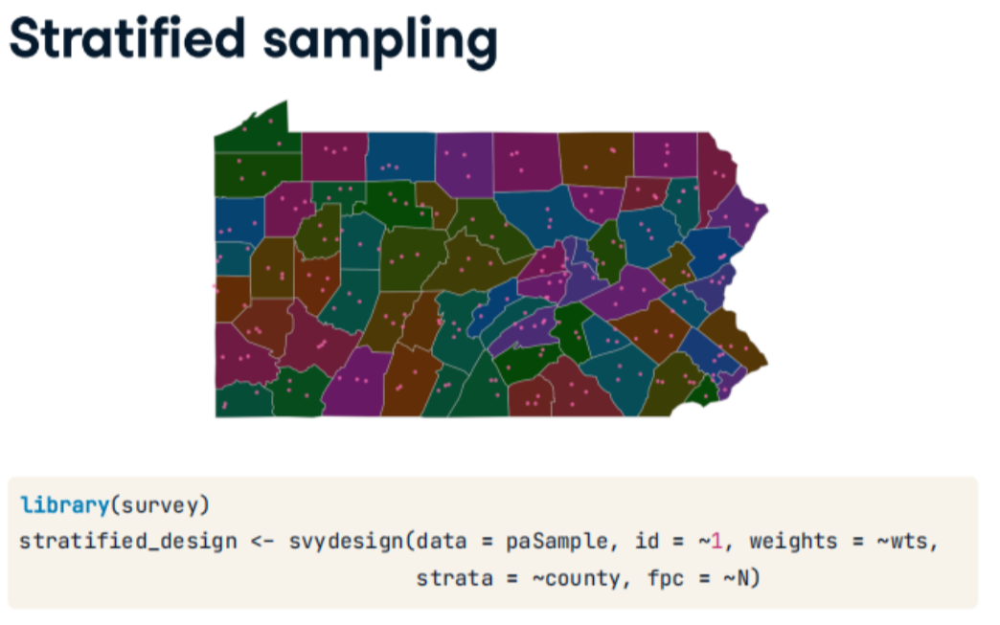 Stratified sampling
library(survey)
stratified_design <- svydesign(data = paSample, id = ~1, weights = ~wts,
strata = ~county, fpc = ~N)